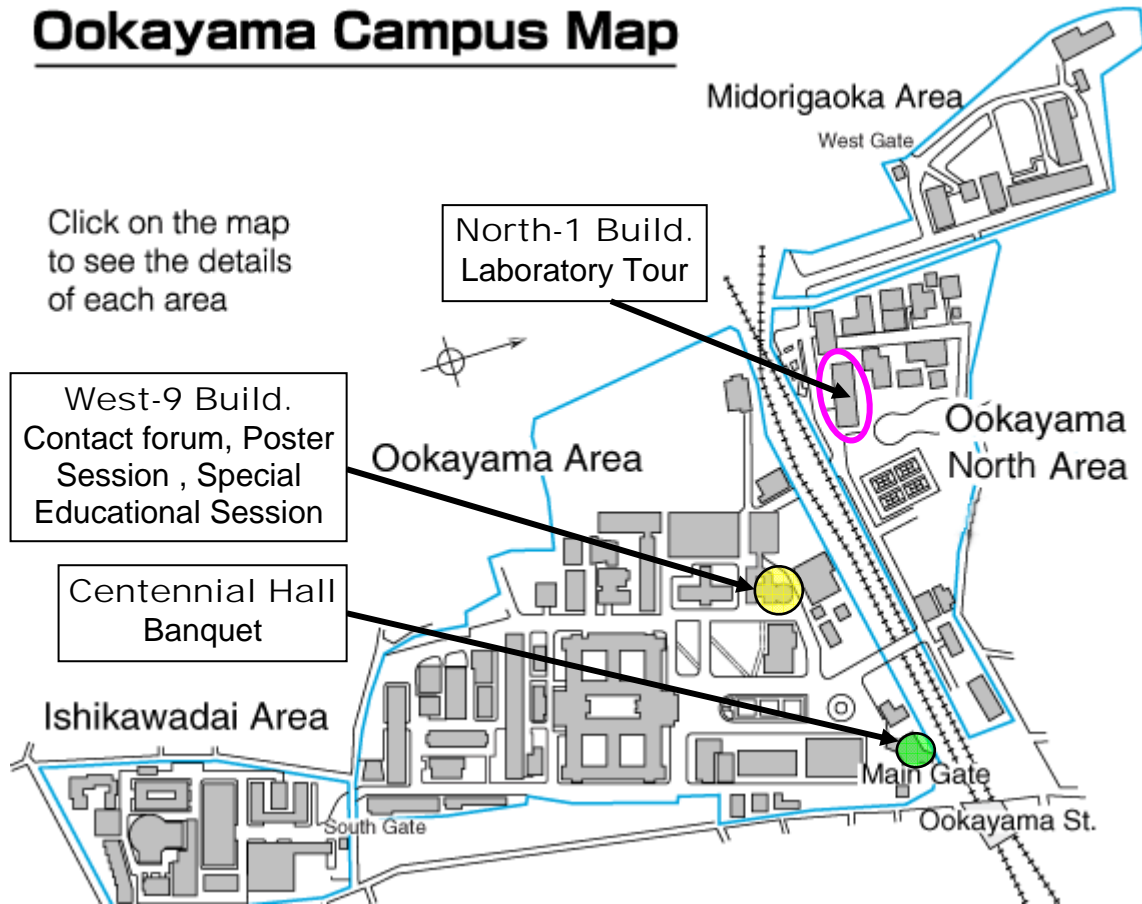 Ookayama Campus Map
Midorigaoka Area
West Gate
Click on the map
to see the details
of each area
North-1 Build.
Laboratory Tour
West-9 Build.
Contact forum, Poster
Session , Special
Educational Session
Ookayama Area
Ookayama
North Area
Centennial Hall
Banquet
Ishikawadai Area
Main Gate
South Gate
Ookayama St.